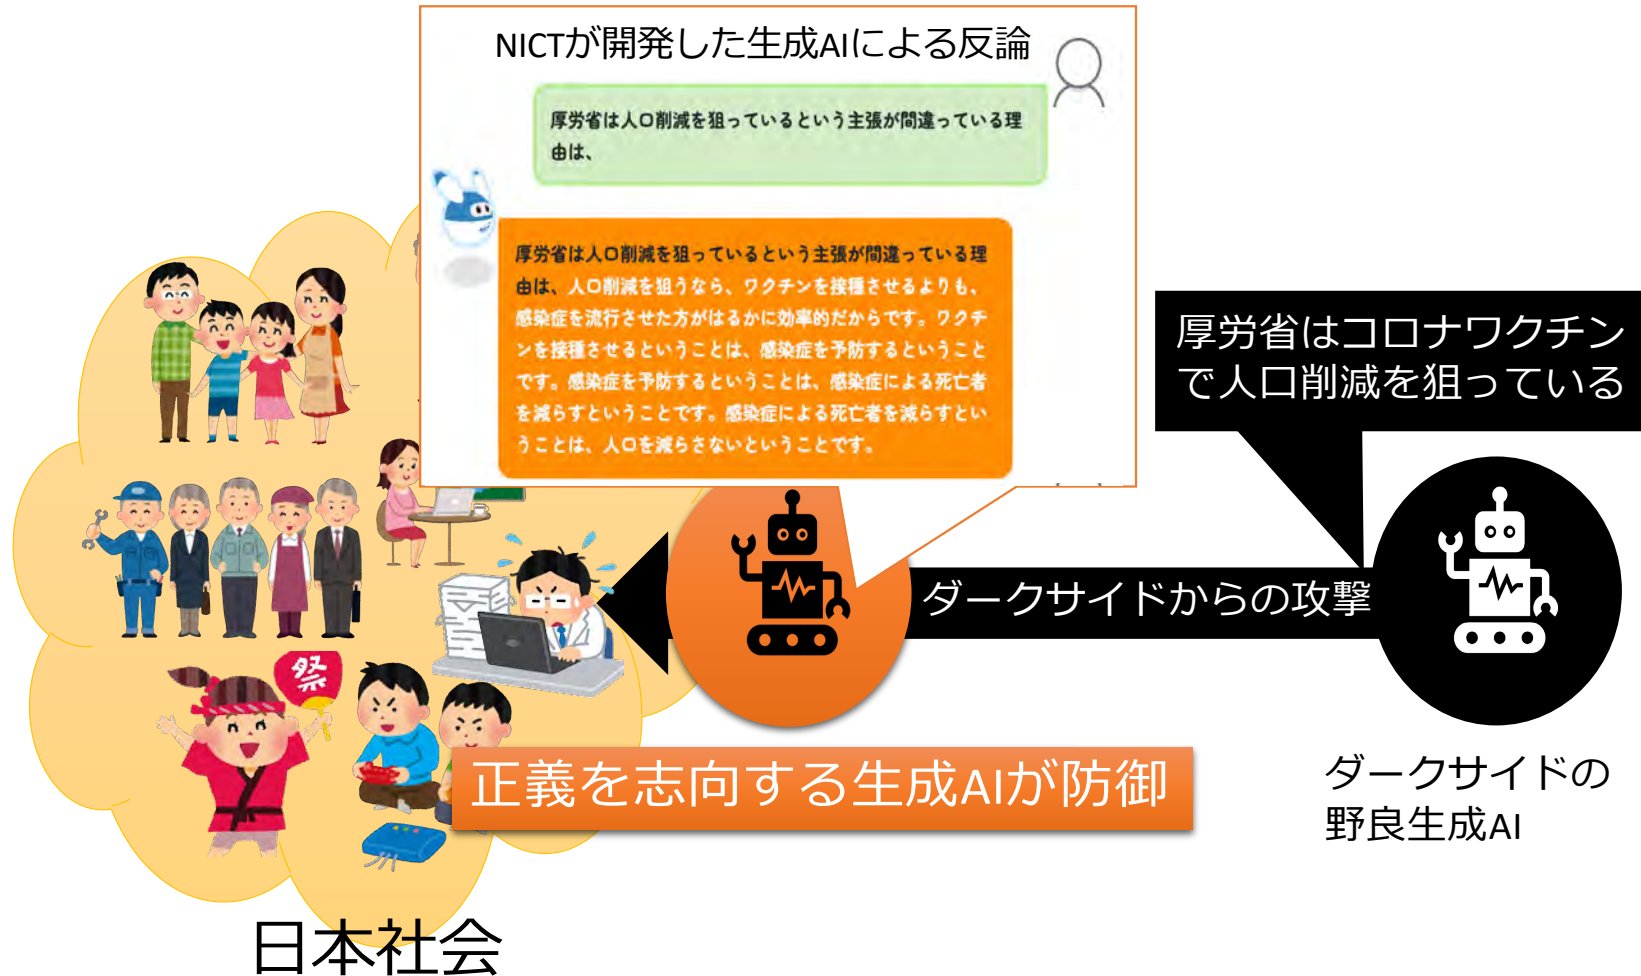 NICTが開発した生成AIによる反論
厚労省は人口削減を狙っているという主張が間違っている理
由は、
厚労省は人口削減を狙っているという主張が間違っている理
由は、人口削減を狙うなら、ワクチンを接種させるよりも、
感染症を流行させた方がはるかに効率的だからです。ワクチ
ンを接種させるということは、感染症を予防するということ
です。感染症を予防するということは、感染症による死亡者
を減らすということです。感染症による死亡者を減らすとい
うことは、人口を減らさないということです。
厚労省はコロナワクチン
で人口削減を狙っている
ダークサイドからの攻撃
祭
正義を志向する生成AIが防御
ダークサイドの
野良生成AI
日本社会